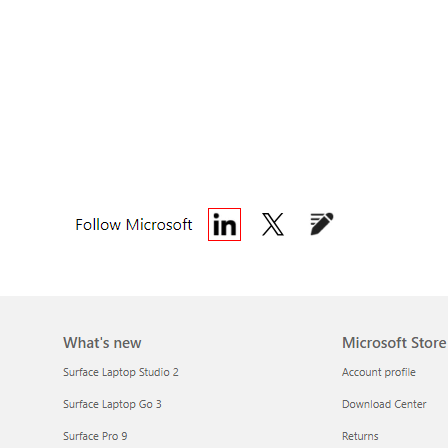 Follow Microsoft in X
What's new
Surface Laptop Studio 2
Surface Laptop Go 3
Surface Pro 9
Microsoft Store
Account profile
Download Center
Returns